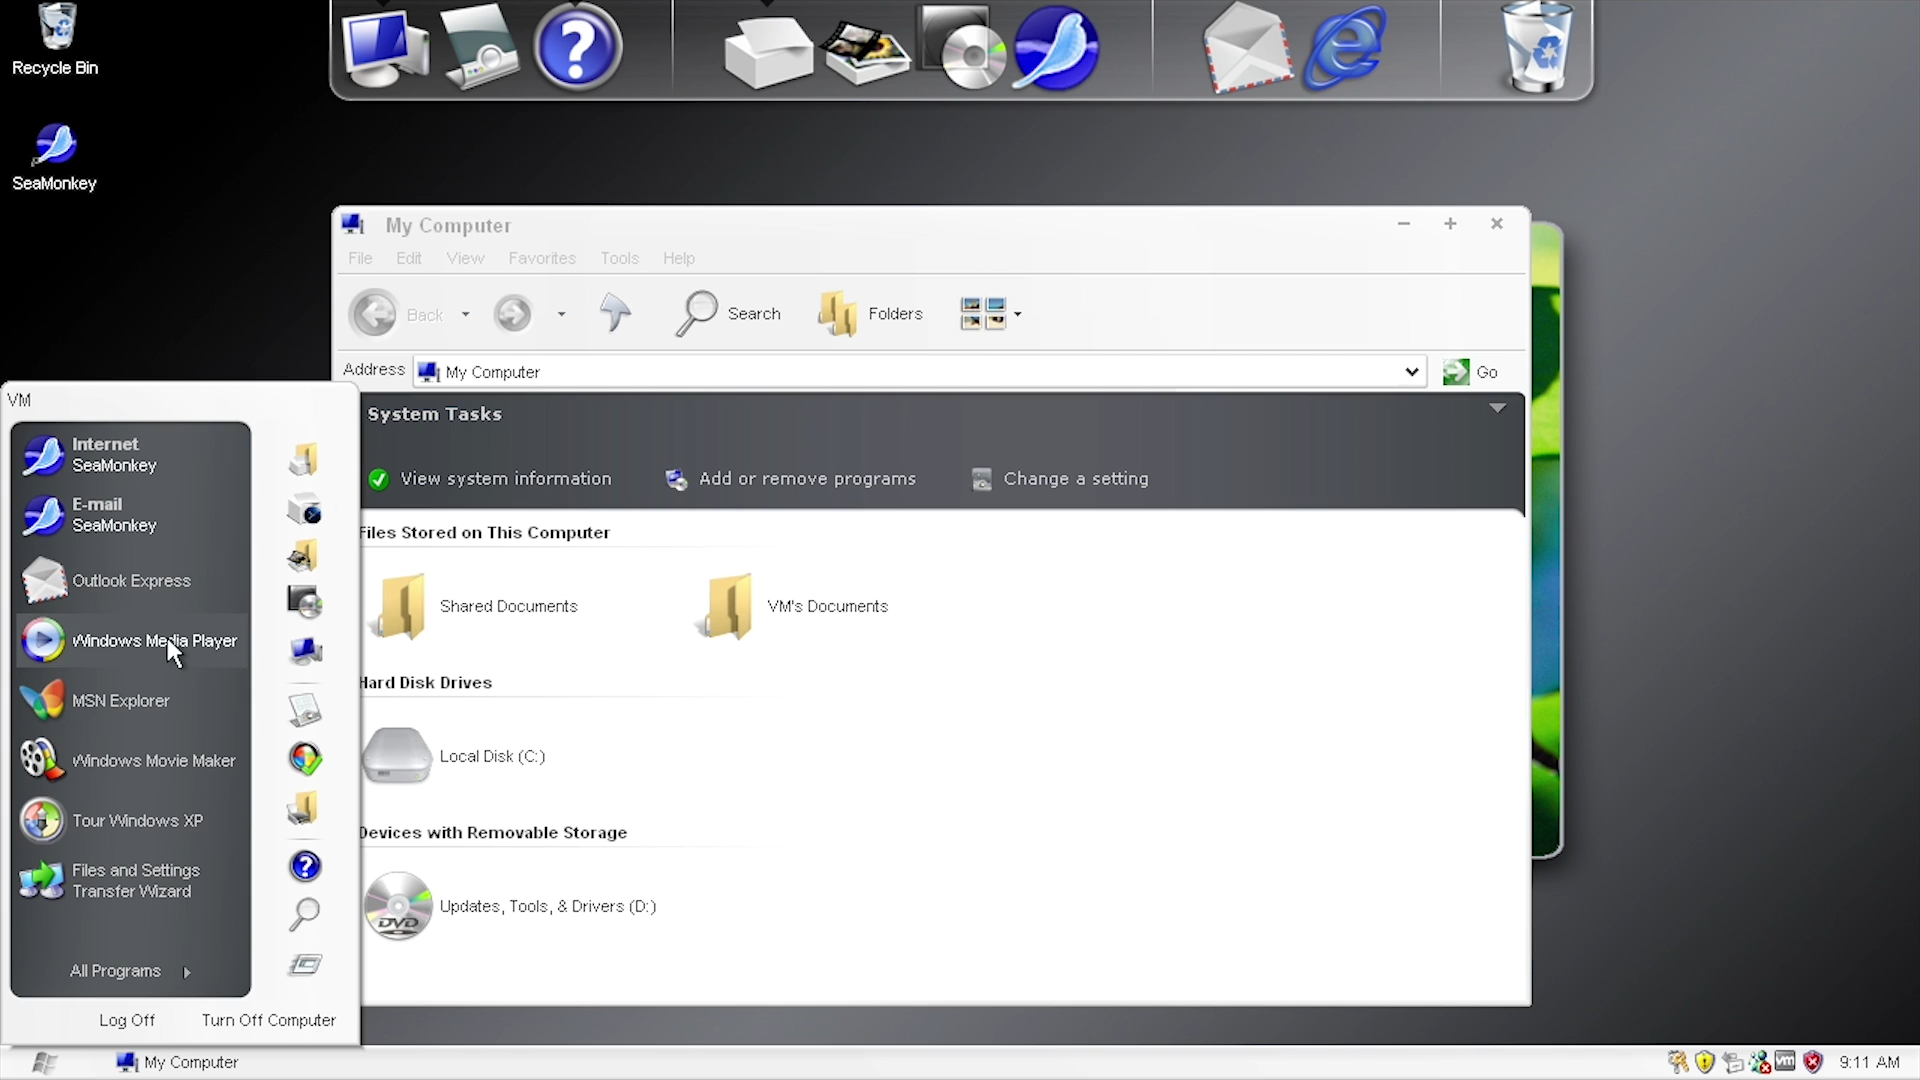 Recycle Bin
SeaMonkey
My Computer
File Edit View Favorites Tools Help
Back Search Folders
Address My Computer Go
System Tasks
View system information Add or remove programs Change a setting
Files Stored on This Computer
Shared Documents VM's Documents
Hard Disk Drives
Local Disk (C:)
Devices with Removable Storage
DVD
Updates, Tools, & Drivers (D:)
VM
Internet
SeaMonkey
E-mail
SeaMonkey
Outlook Express
Windows Media Player
MSN Explorer
Windows Movie Maker
Tour Windows XP
Files and Settings
Transfer Wizard
All Programs
Log Off Turn Off Computer
My Computer vm 9:11 AM